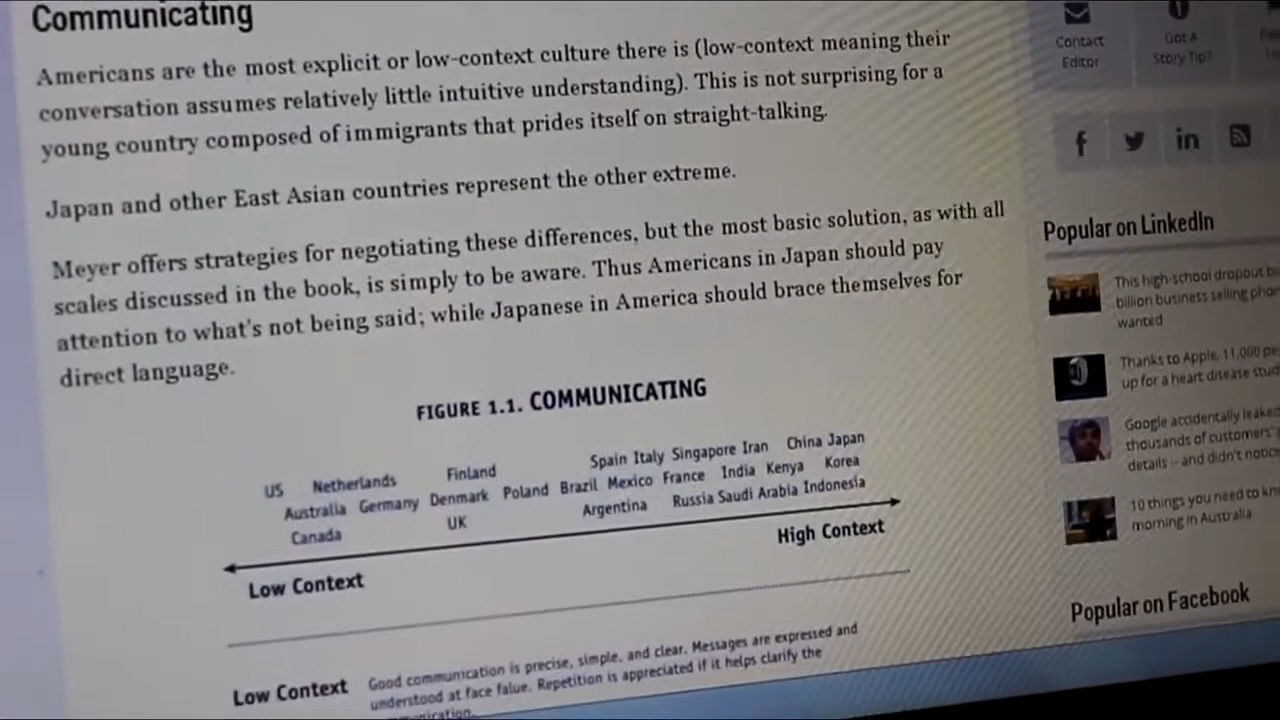 Communicating
Americans are the most explicit or low-context culture there is (low-context meaning their
conversation assumes relatively little intuitive understanding). This is not surprising for a
young country composed of immigrants that prides itself on straight-talking.
Japan and other East Asian countries represent the other extreme.
Meyer offers strategies for negotiating these differences, but the most basic solution, as with all
scales discussed in the book, is simply to be aware. Thus Americans in Japan should pay
attention to what's not being said; while Japanese in America should brace themselves for
direct language.
FIGURE 1.1. COMMUNICATING
US Netherlands Finland Spain Italy Singapore Iran China Japan
Australia Germany Denmark Poland Brazil Mexico France India Kenya Korea
Canada UK Argentina Russia Saudi Arabia Indonesia
Low Context
High Context
Low Context
Good communication is precise, simple, and clear. Messages are expressed and
understood at face falue. Repetition is appreciated if it helps clarify the
Contact
Editor
Got A
Story Tip?
f
in
Popular on LinkedIn
This high-school dropout
billion business selling
wanted
Thanks to Apple, 11,000
up for a heart disease
Google accidentally
thousands of customers'
details -- and didn't
10 things you need to
morning in Australia
Popular on Facebook